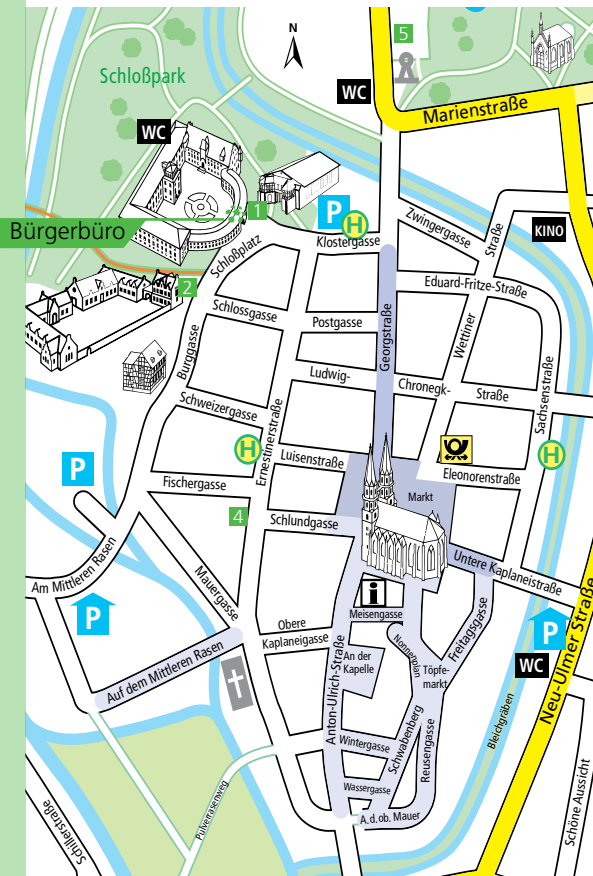 N
5
Schloßpark
WC
Marienstraße
WC
1
P
H
Bürgerbüro
Klostergasse
Zwingergasse
KINO
Schloßplatz
2
Wettiner Straße
Eduard-Fritze-Straße
Schlossgasse
Postgasse
Georgstraße
Burggasse
Ludwig-
Chronegk-
Straße
Sachsenstraße
Schweizergasse
Ernestinerstraße
H
Luisenstraße
H
P
Fischergasse
Eleonorenstraße
Markt
4
Schlundgasse
Am Mittleren Rasen
Untere Kaplaneistraße
Mauergasse
i
P
Meisengasse
Obere
Kaplaneigasse
Nonnenplan
Freitagsgasse
P
WC
Neu-Ulmer Straße
Auf dem Mittleren Rasen
An der
Kapelle
Töpfe-
markt
Anton-Ulrich-Straße
Schwabenberg
Reusengasse
Bleichgräben
Wintergasse
Wassergasse
Pulverrasenweg
A. d. ob. Mauer
Schillerstraße
Schöne Aussicht